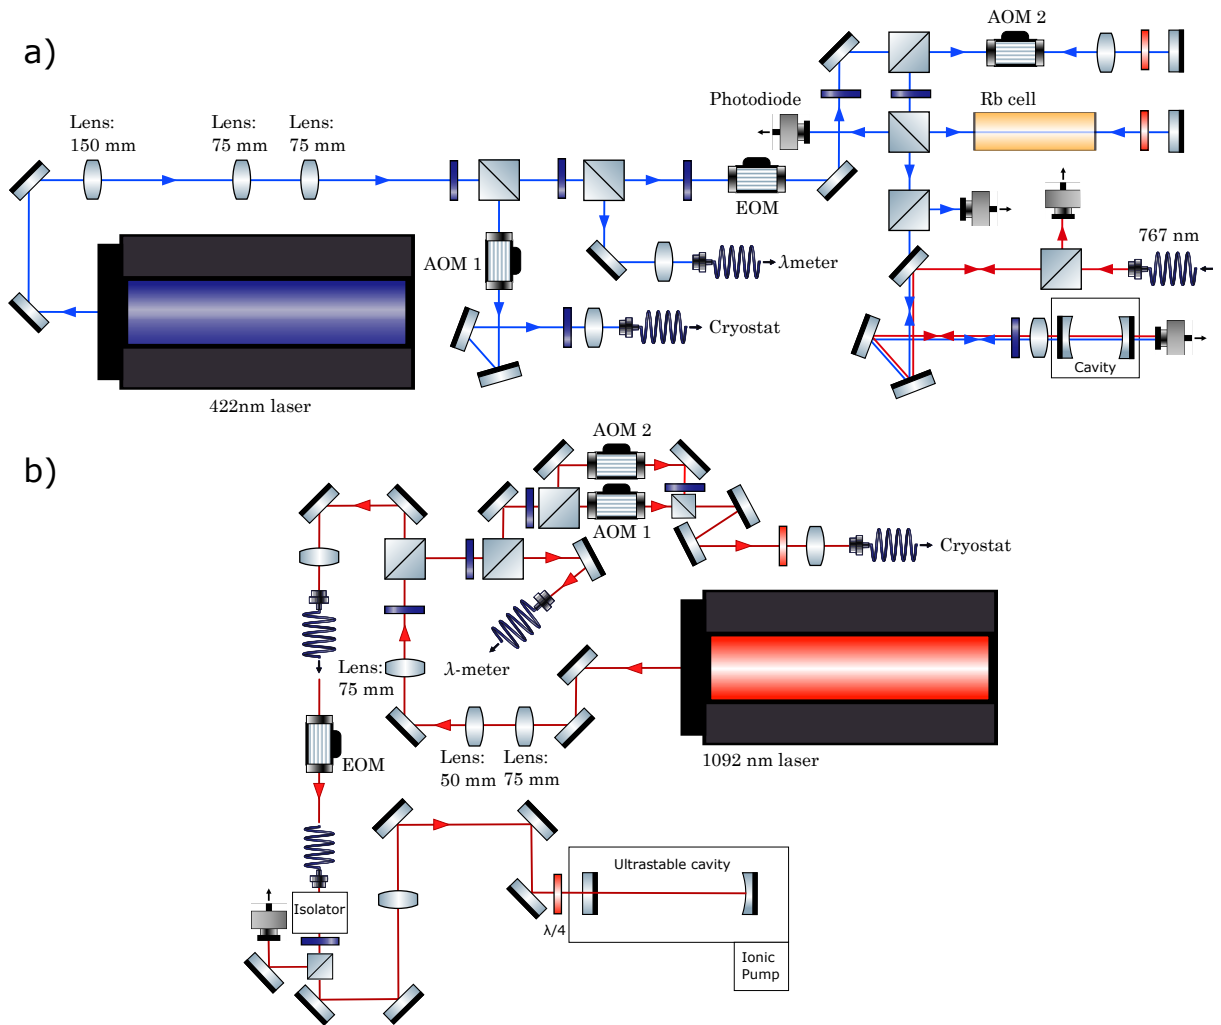 a)
AOM 2
Photodiode
Rb cell
Lens:
150 mm
Lens:
75 mm
Lens:
75 mm
EOM
767 nm
AOM 1
λmeter
Cryostat
Cavity
422nm laser
b)
AOM 2
AOM 1
Cryostat
Lens:
75 mm
λ-meter
EOM
Lens:
50 mm
Lens:
75 mm
1092 nm laser
Ultrastable cavity
Isolator
λ/4
Ionic
Pump